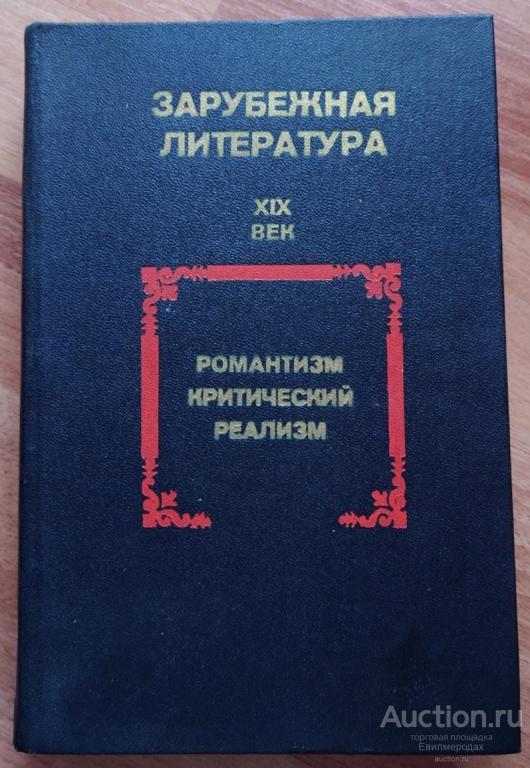 ЗАРУБЕЖНАЯ
ЛИТЕРАТУРА
XIX
ВЕК
РОМАНТИЗМ
КРИТИЧЕСКИЙ
РЕАЛИЗМ
Auction.ru
торговая площадка
Евилмеродах
auction.ru